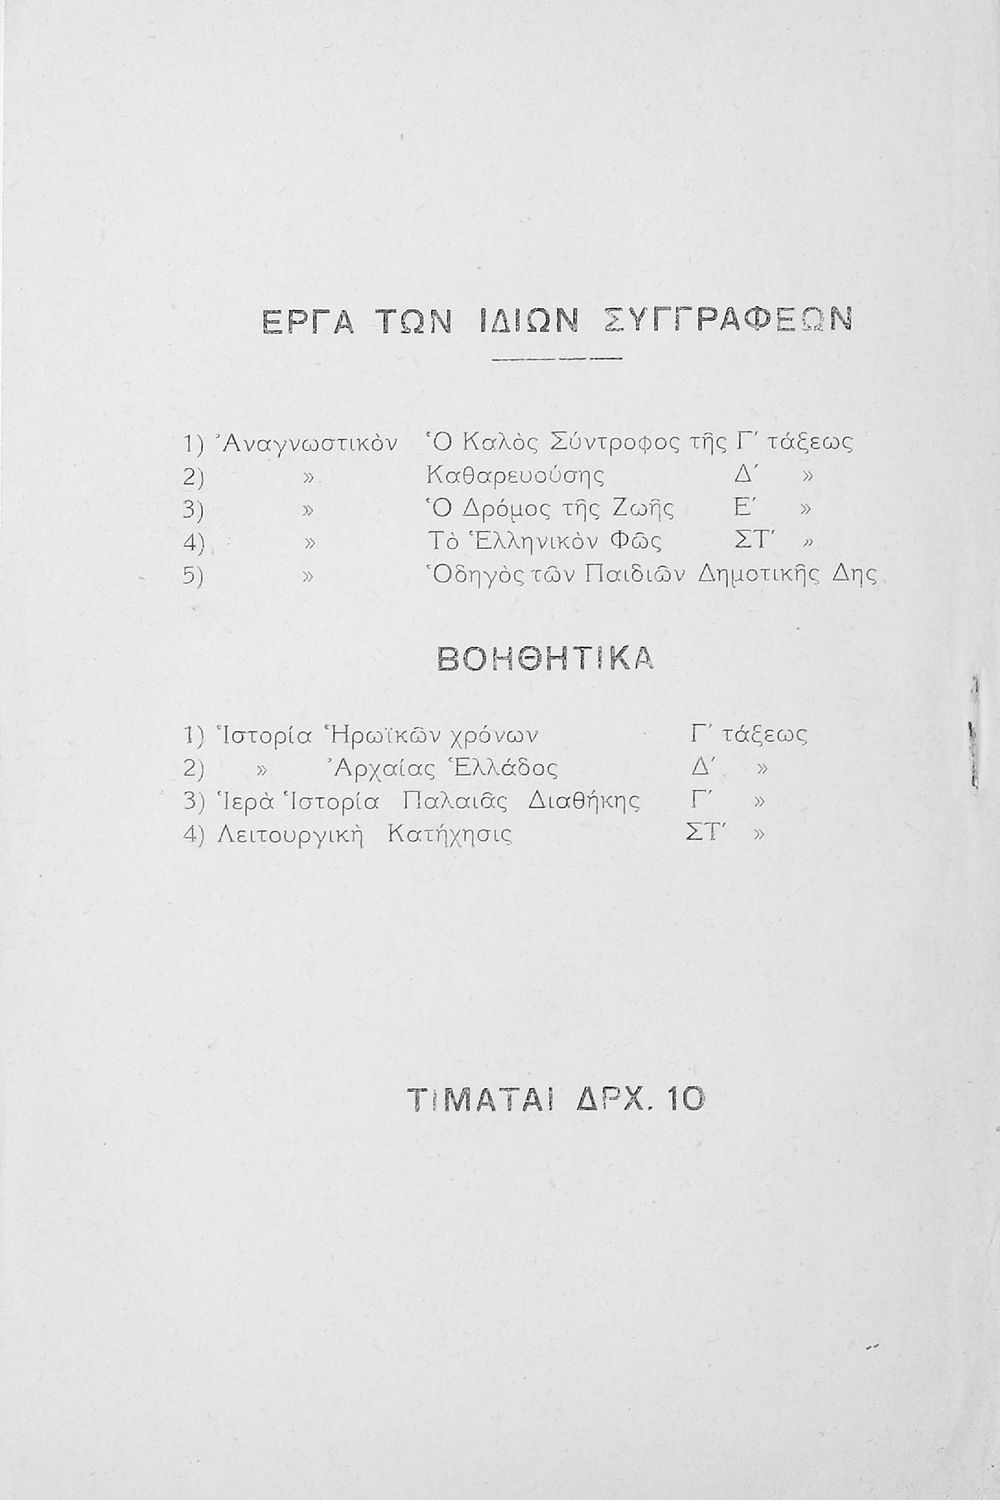 ΕΡΓΑ ΤΩΝ ΙΔΙΩΝ ΣΥΓΓΡΑΦΕΩΝ
1) Ἀναγνωστικὸν Ὁ Καλὸς Σύντροφος τῆς Γ΄ τάξεως
2) » Καθαρευούσης Δ΄ »
3) » Ὁ Δρόμος τῆς Ζωῆς Ε΄ »
4) » Τὸ Ἑλληνικὸν Φῶς ΣΤ΄ »
5) » Ὁδηγὸς τῶν Παιδιῶν Δημοτικῆς Δης
ΒΟΗΘΗΤΙΚΑ
1) Ἱστορία Ἡρωϊκῶν χρόνων Γ΄ τάξεως
2) » Ἀρχαίας Ἑλλάδος Δ΄ »
3) Ἱερὰ Ἱστορία Παλαιᾶς Διαθήκης Γ΄ »
4) Λειτουργικὴ Κατήχησις ΣΤ΄ »
ΤΙΜΑΤΑΙ ΔΡΧ. 10